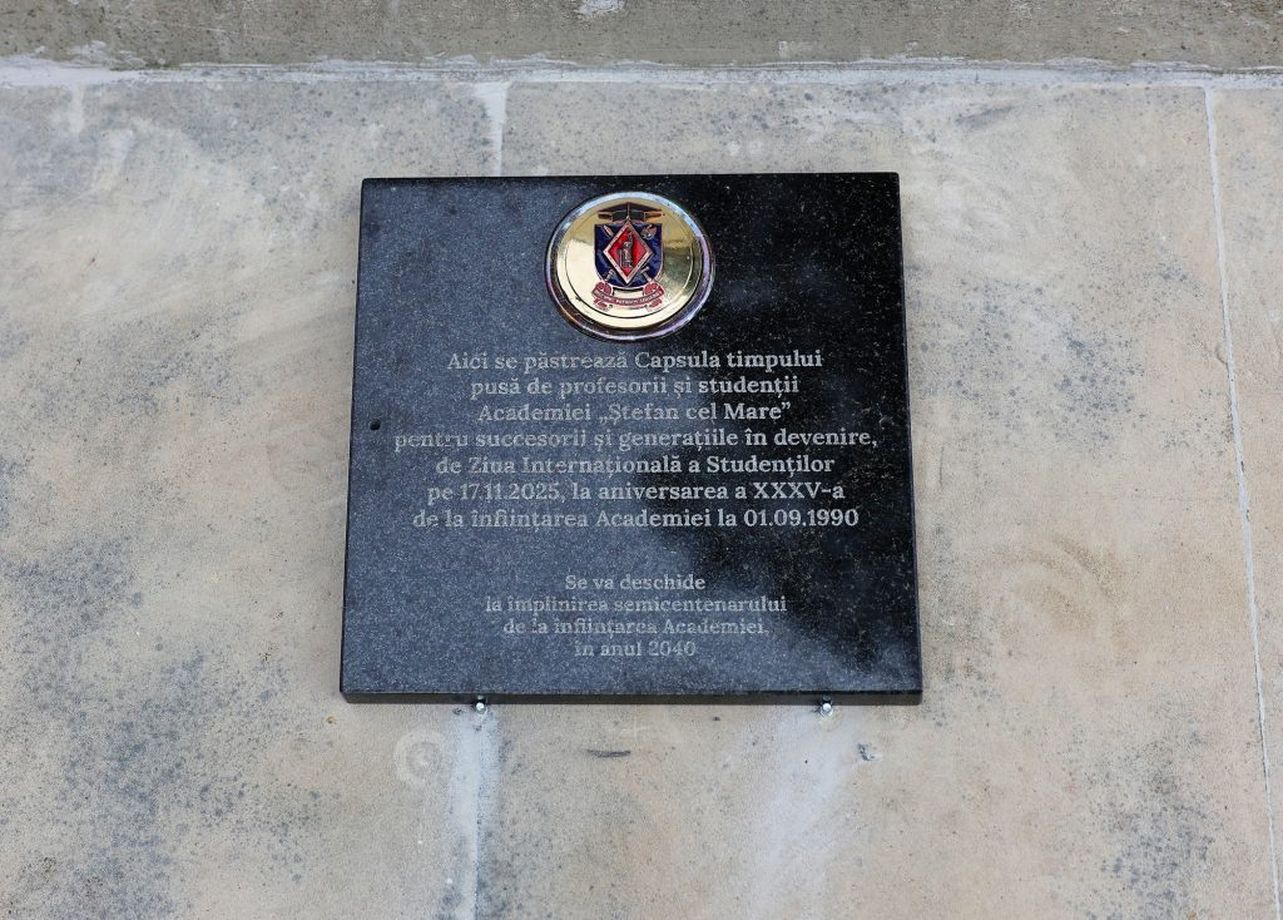 Aici se păstrează Capsula timpului
pusă de profesorii și studenții
Academiei „Ștefan cel Mare”
pentru succesorii și generațiile în devenire,
de Ziua Internațională a Studenților
pe 17.11.2025, la aniversarea a XXXV-a
de la înființarea Academiei la 01.09.1990
Se va deschide
la împlinirea semicentenarului
de la înființarea Academiei,
în anul 2040